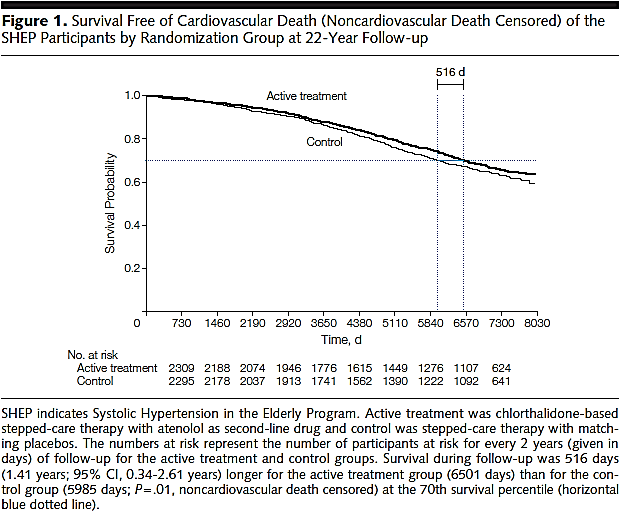 Figure 1. Survival Free of Cardiovascular Death (Noncardiovascular Death Censored) of the
SHEP Participants by Randomization Group at 22-Year Follow-up
516 d
1.0
Active treatment
Control
0.8
0.6
0.4
0.2
Survival Probability
0 730 1460 2190 2920 3650 4380 5110 5840 6570 7300 8030
Time, d
No. at risk
Active treatment 2309 2188 2074 1946 1776 1615 1449 1276 1107 624
Control 2295 2178 2037 1913 1741 1562 1390 1222 1092 641
SHEP indicates Systolic Hypertension in the Elderly Program. Active treatment was chlorthalidone-based
stepped-care therapy with atenolol as second-line drug and control was stepped-care therapy with match-
ing placebos. The numbers at risk represent the number of participants at risk for every 2 years (given in
days) of follow-up for the active treatment and control groups. Survival during follow-up was 516 days
(1.41 years; 95% CI, 0.34-2.61 years) longer for the active treatment group (6501 days) than for the con-
trol group (5985 days; P=.01, noncardiovascular death censored) at the 70th survival percentile (horizontal
blue dotted line).